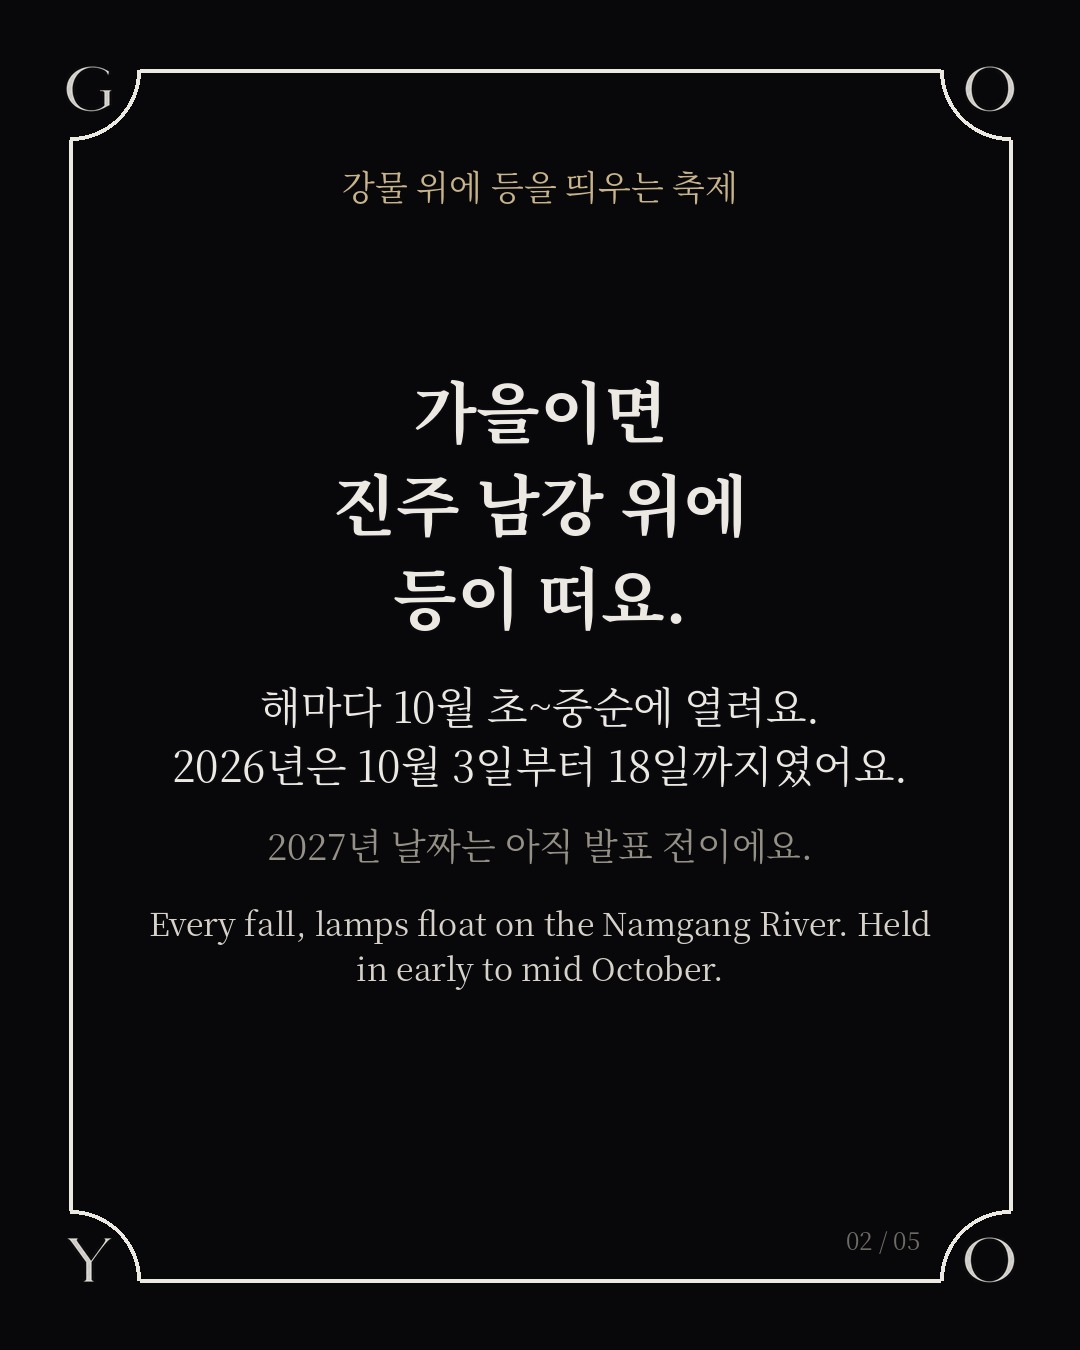 G O
강물 위에 등을 띄우는 축제
가을이면
진주 남강 위에
등이 떠요.
해마다 10월 초~중순에 열려요.
2026년은 10월 3일부터 18일까지였어요.
2027년 날짜는 아직 발표 전이에요.
Every fall, lamps float on the Namgang River. Held
in early to mid October.
02 / 05
Y O